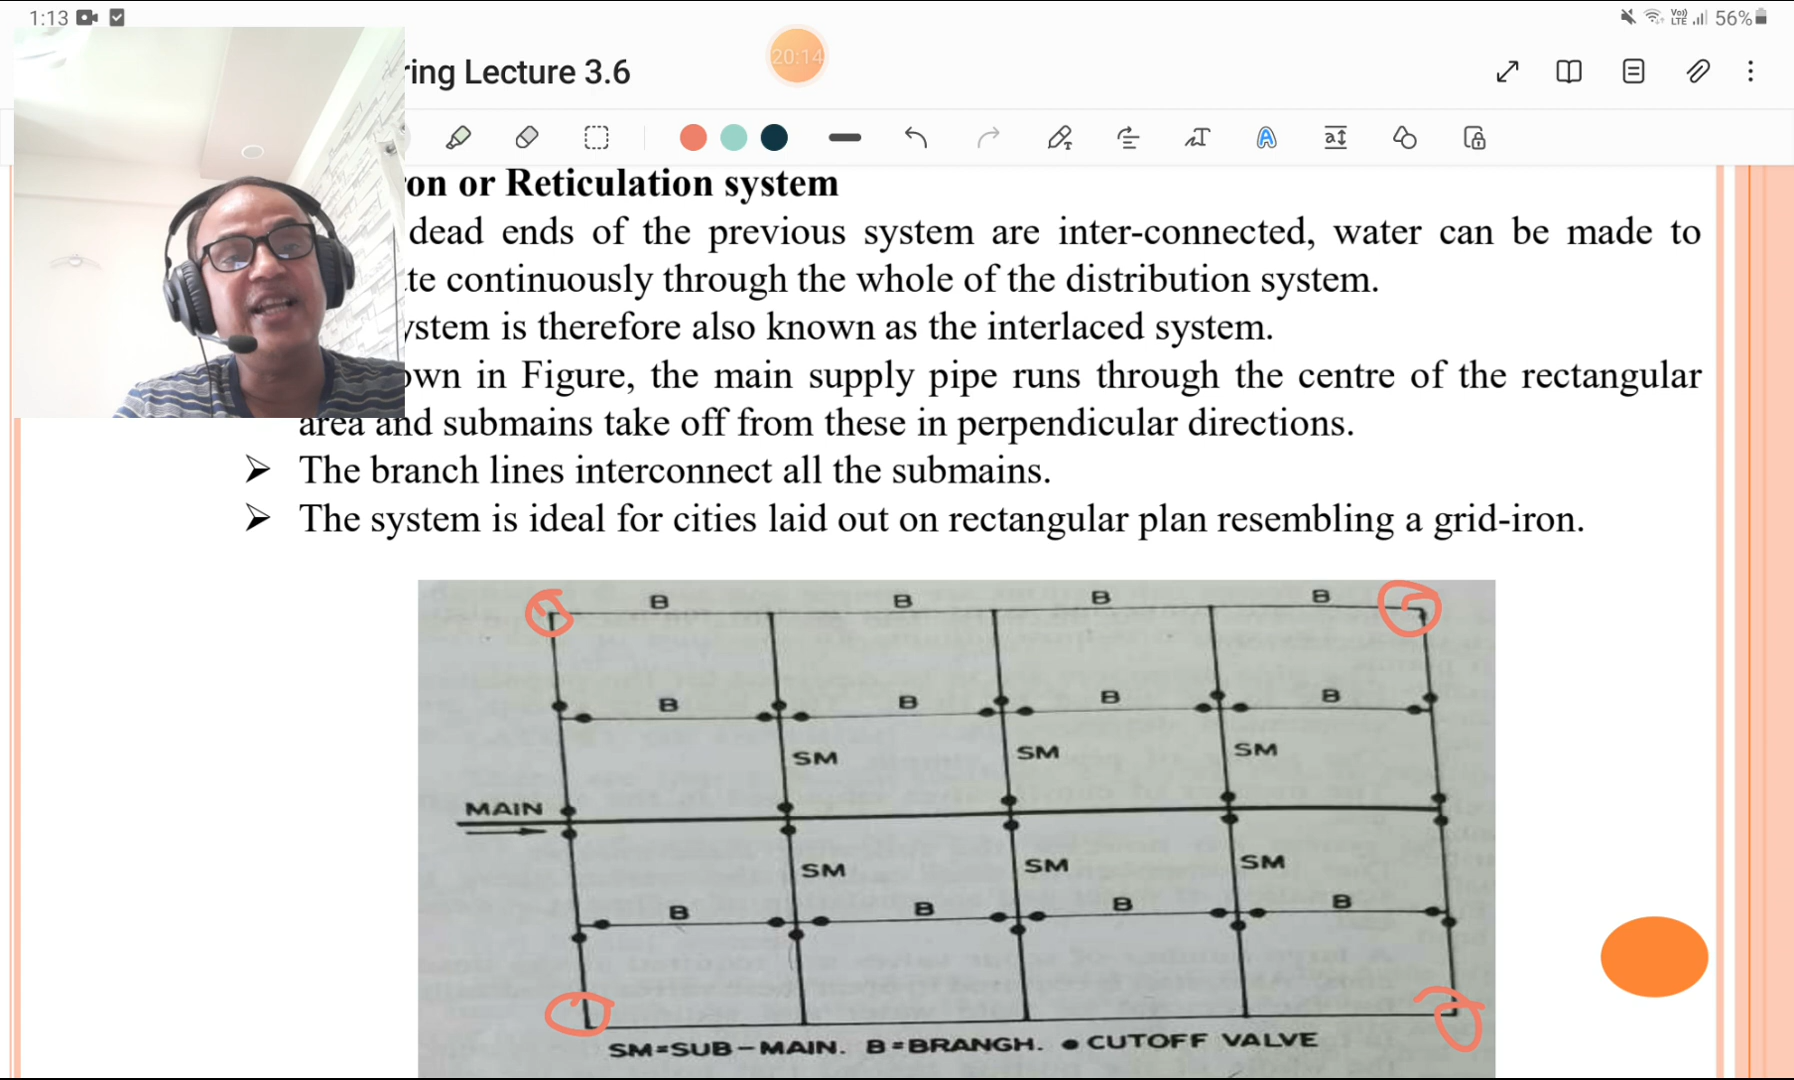 1:13
56%
20:14
ring Lecture 3.6
on or Reticulation system
dead ends of the previous system are inter-connected, water can be made to
te continuously through the whole of the distribution system.
ystem is therefore also known as the interlaced system.
own in Figure, the main supply pipe runs through the centre of the rectangular
area and submains take off from these in perpendicular directions.
➢ The branch lines interconnect all the submains.
➢ The system is ideal for cities laid out on rectangular plan resembling a grid-iron.
B B B B
B B B B
SM SM SM
MAIN
SM SM SM
B B B B
SM=SUB-MAIN. B=BRANGH. ● CUTOFF VALVE